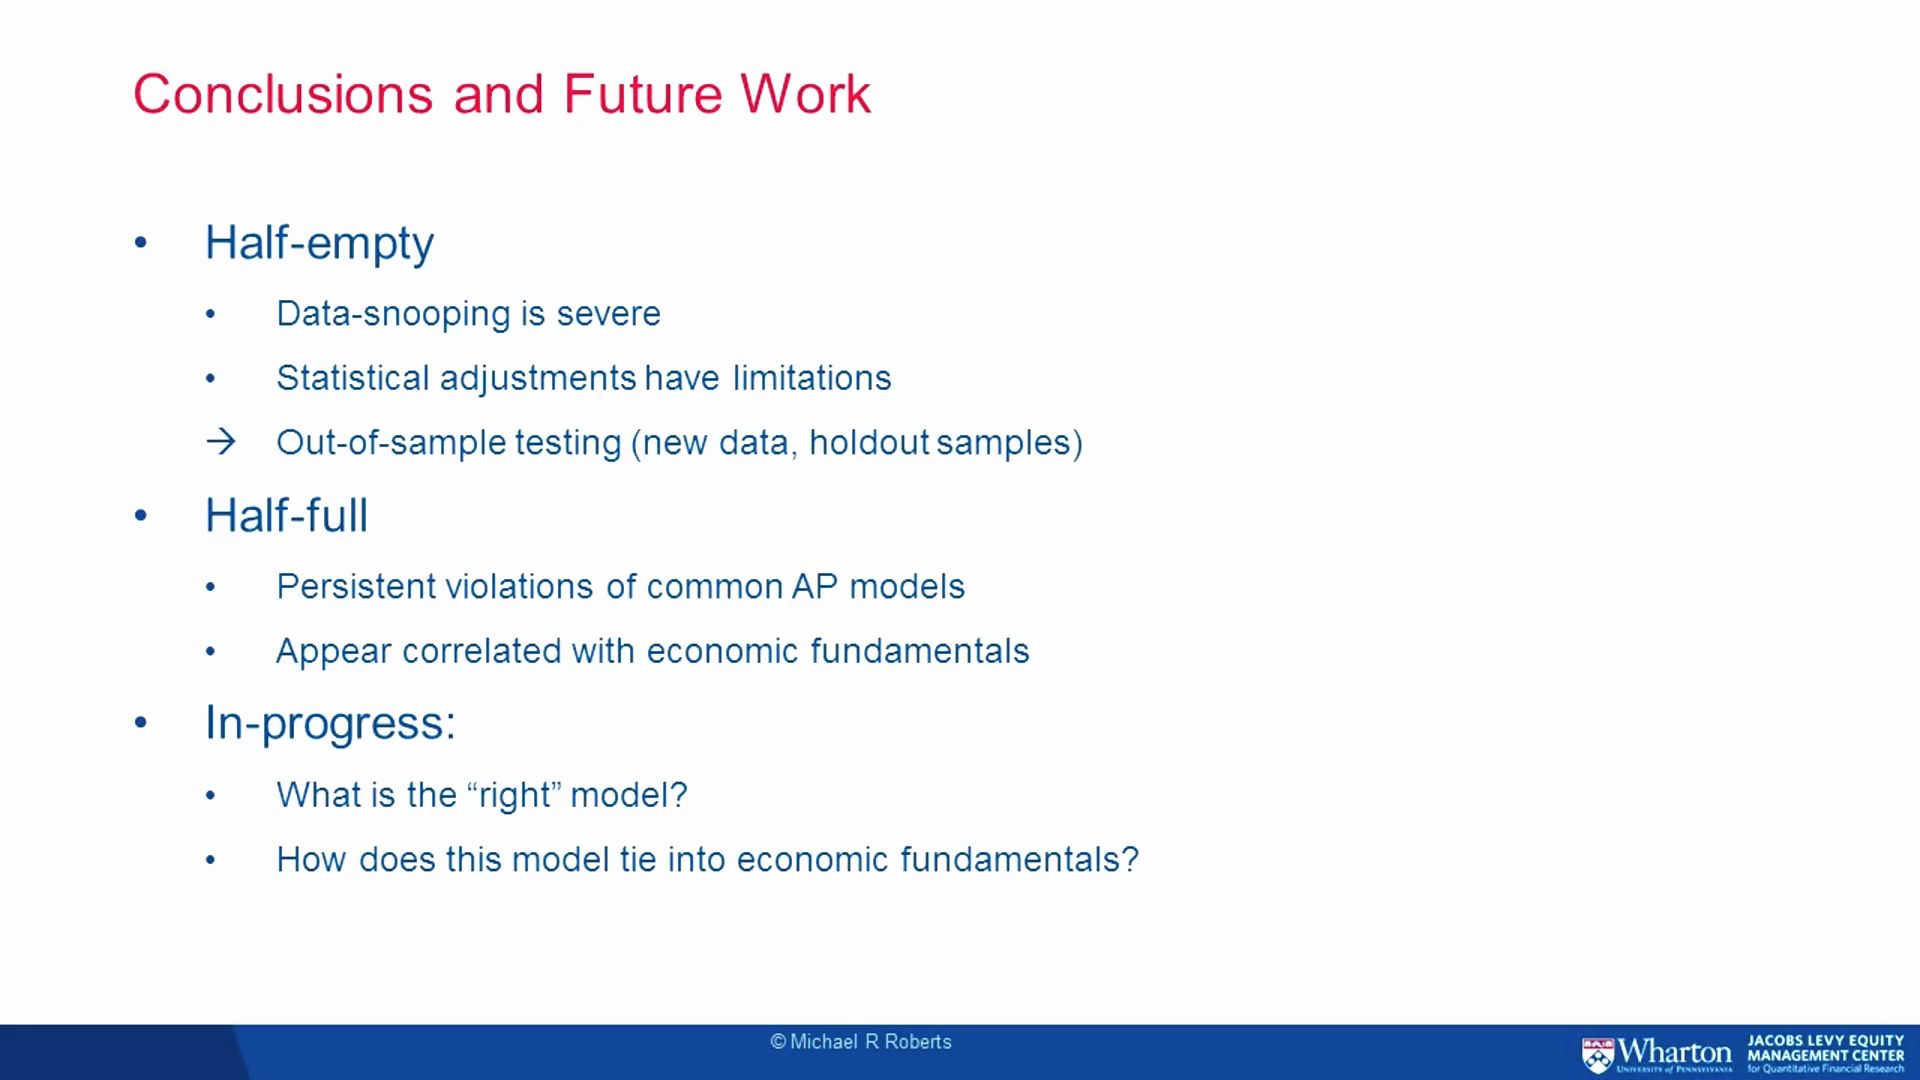 Conclusions and Future Work
• Half-empty
• Data-snooping is severe
• Statistical adjustments have limitations
→ Out-of-sample testing (new data, holdout samples)
• Half-full
• Persistent violations of common AP models
• Appear correlated with economic fundamentals
• In-progress:
• What is the “right” model?
• How does this model tie into economic fundamentals?
© Michael R Roberts
Wharton
UNIVERSITY of PENNSYLVANIA
JACOBS LEVY EQUITY
MANAGEMENT CENTER
for Quantitative Financial Research